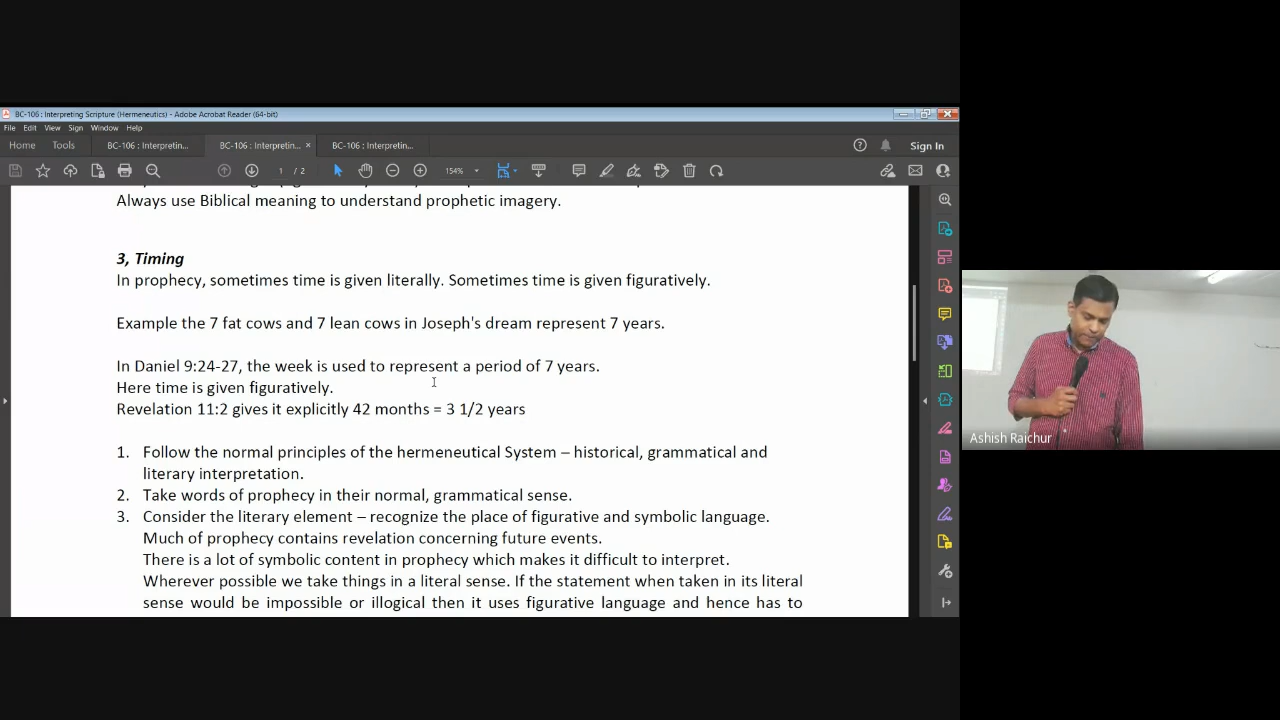 BC-106 : Interpreting Scripture (Hermeneutics) - Adobe Acrobat Reader (64-bit)
File Edit View Sign Window Help
Home Tools BC-106 : Interpretin... BC-106 : Interpretin... × BC-106 : Interpretin... Sign In
1 / 2 154%
Always use Biblical meaning to understand prophetic imagery.
3, Timing
In prophecy, sometimes time is given literally. Sometimes time is given figuratively.
Example the 7 fat cows and 7 lean cows in Joseph's dream represent 7 years.
In Daniel 9:24-27, the week is used to represent a period of 7 years.
Here time is given figuratively.
Revelation 11:2 gives it explicitly 42 months = 3 1/2 years
1. Follow the normal principles of the hermeneutical System – historical, grammatical and
literary interpretation.
2. Take words of prophecy in their normal, grammatical sense.
3. Consider the literary element – recognize the place of figurative and symbolic language.
Much of prophecy contains revelation concerning future events.
There is a lot of symbolic content in prophecy which makes it difficult to interpret.
Wherever possible we take things in a literal sense. If the statement when taken in its literal
sense would be impossible or illogical then it uses figurative language and hence has to
Ashish Raichur